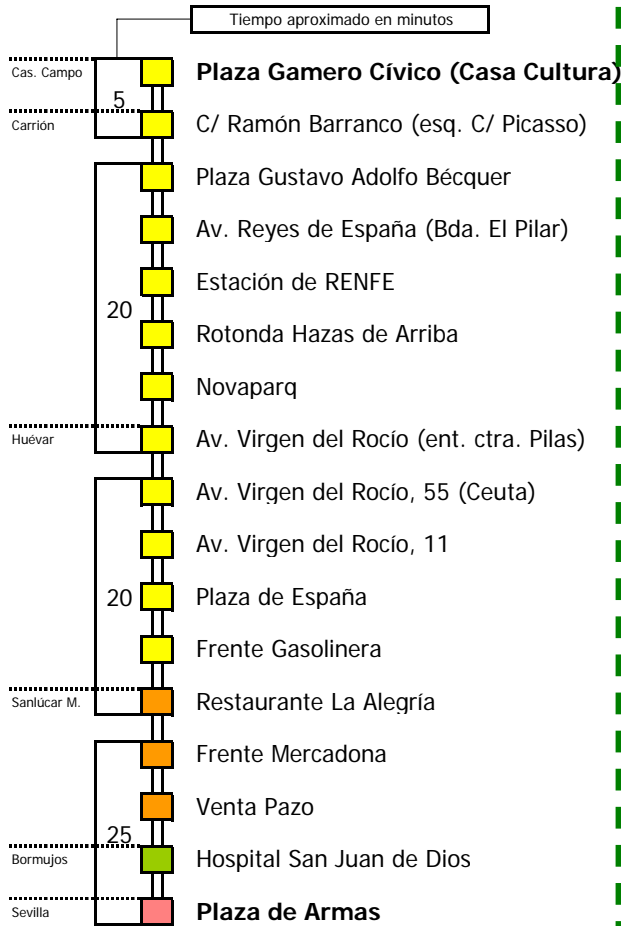 Tiempo aproximado en minutos
Cas. Campo
Plaza Gamero Cívico (Casa Cultura)
5
Carrión
C/ Ramón Barranco (esq. C/ Picasso)
Plaza Gustavo Adolfo Bécquer
Av. Reyes de España (Bda. El Pilar)
Estación de RENFE
20
Rotonda Hazas de Arriba
Novaparq
Huévar
Av. Virgen del Rocío (ent. ctra. Pilas)
Av. Virgen del Rocío, 55 (Ceuta)
Av. Virgen del Rocío, 11
20
Plaza de España
Frente Gasolinera
Sanlúcar M.
Restaurante La Alegría
Frente Mercadona
Venta Pazo
25
Bormujos
Hospital San Juan de Dios
Sevilla
Plaza de Armas